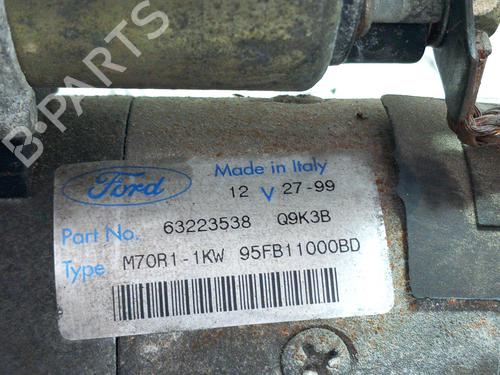 B-PARTS
Ford
Made in Italy
12 V 27-99
Part No. 63223538 Q9K3B
Type M70R1-1KW 95FB11000BD